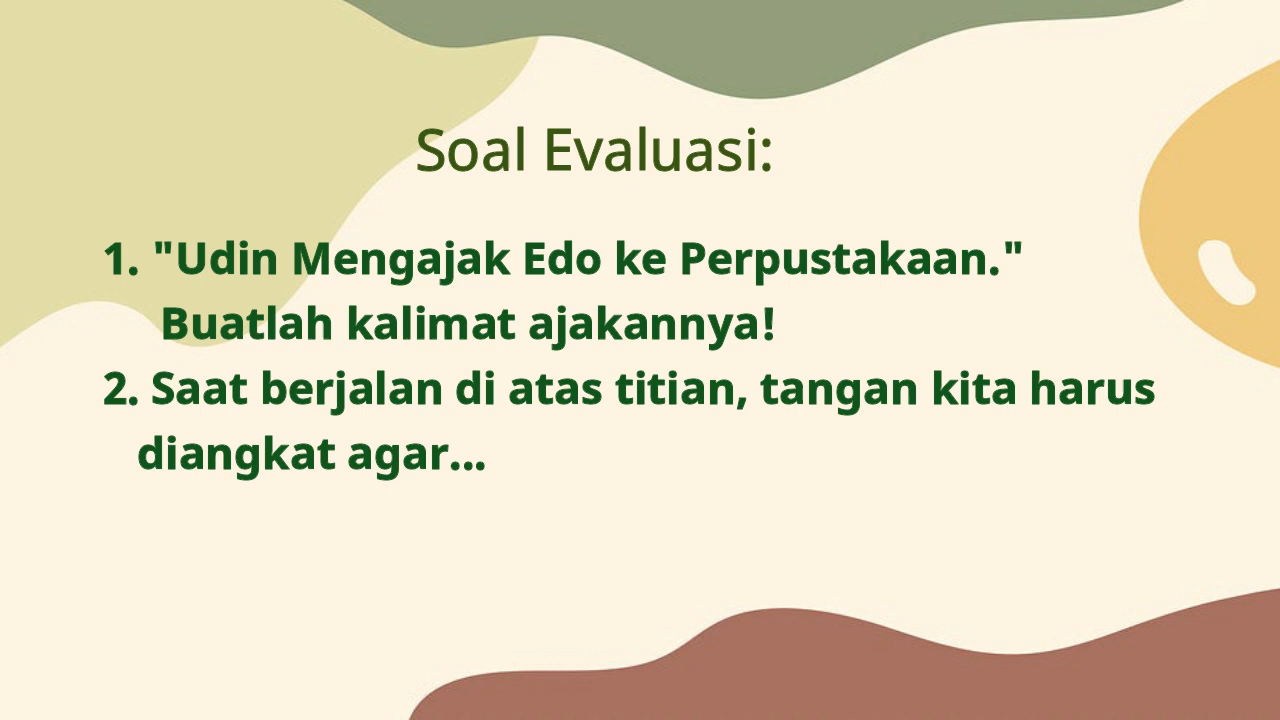 Soal Evaluasi:
1. "Udin Mengajak Edo ke Perpustakaan."
Buatlah kalimat ajakannya!
2. Saat berjalan di atas titian, tangan kita harus
diangkat agar...